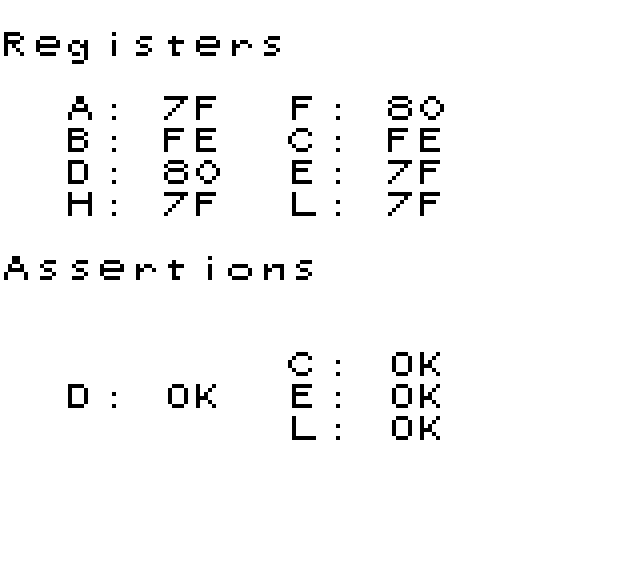 Registers
A: 7F F: 80
B: FE C: FE
D: 80 E: 7F
H: 7F L: 7F
Assertions
C: OK
D: OK E: OK
L: OK